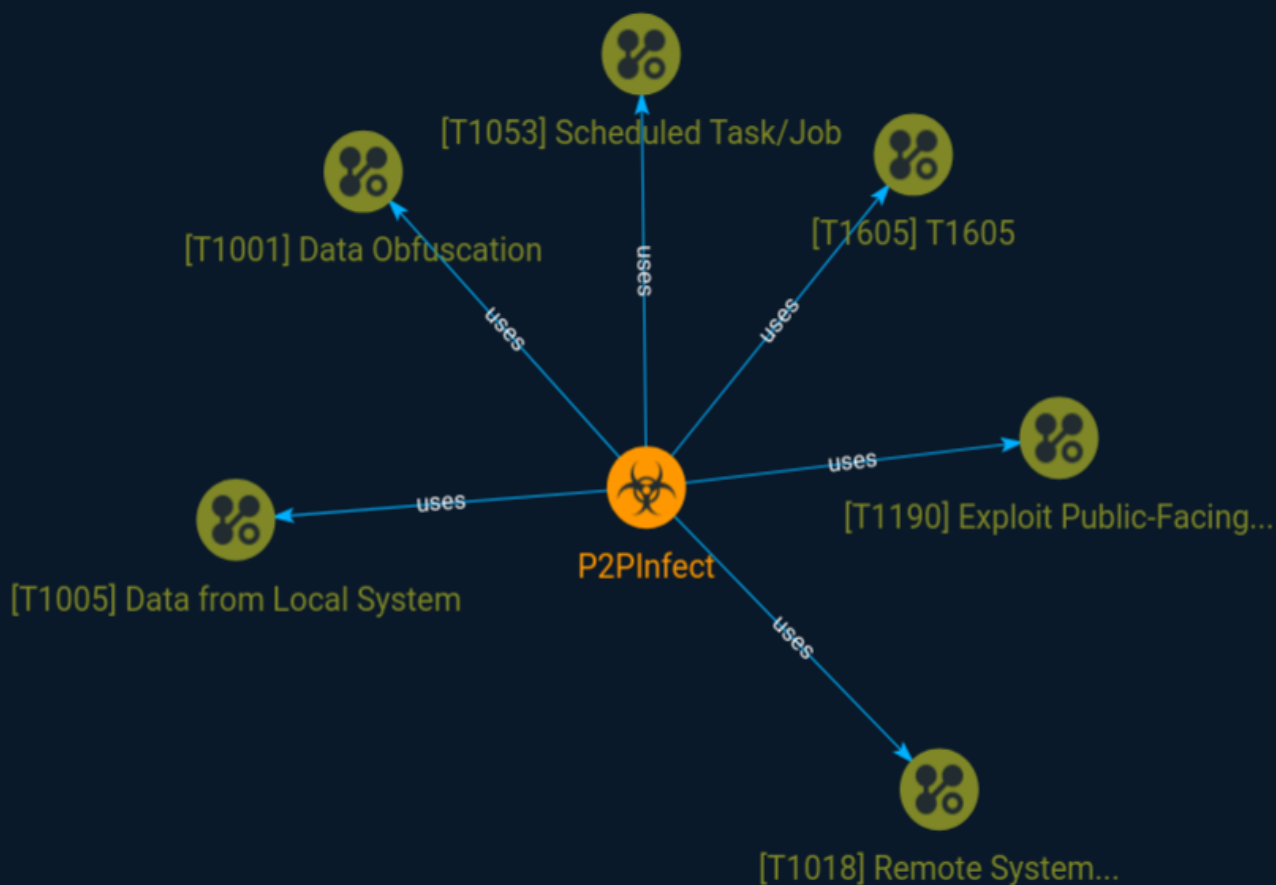 [T1053] Scheduled Task/Job
[T1605] T1605
[T1001] Data Obfuscation
uses
uses
uses
uses
[T1190] Exploit Public-Facing...
uses
P2PInfect
[T1005] Data from Local System
uses
[T1018] Remote System...